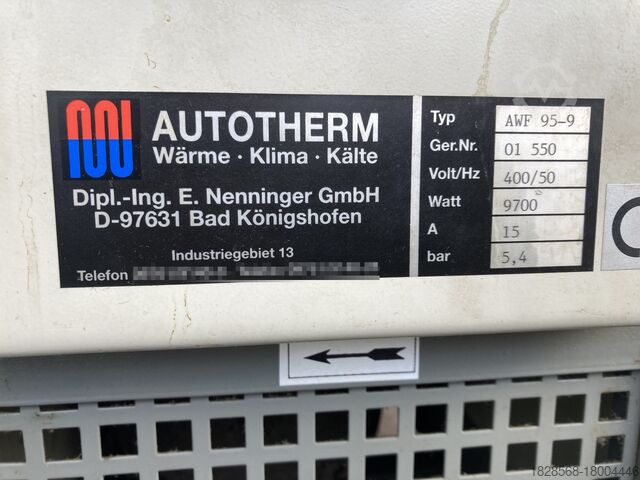 AUTOTHERM
Wärme · Klima · Kälte
Dipl.-Ing. E. Nenninger GmbH
D-97631 Bad Königshofen
Industriegebiet 13
Telefon
Typ AWF 95-9
Ger.Nr. 01 550
Volt/Hz 400/50
Watt 9700
A 15
bar 5,4
1828568-18004446